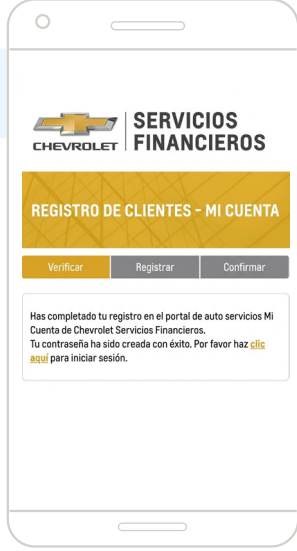 CHEVROLET
SERVICIOS
FINANCIEROS
REGISTRO DE CLIENTES - MI CUENTA
Verificar
Registrar
Confirmar
Has completado tu registro en el portal de auto servicios Mi
Cuenta de Chevrolet Servicios Financieros.
Tu contraseña ha sido creada con éxito. Por favor haz clic
aquí para iniciar sesión.